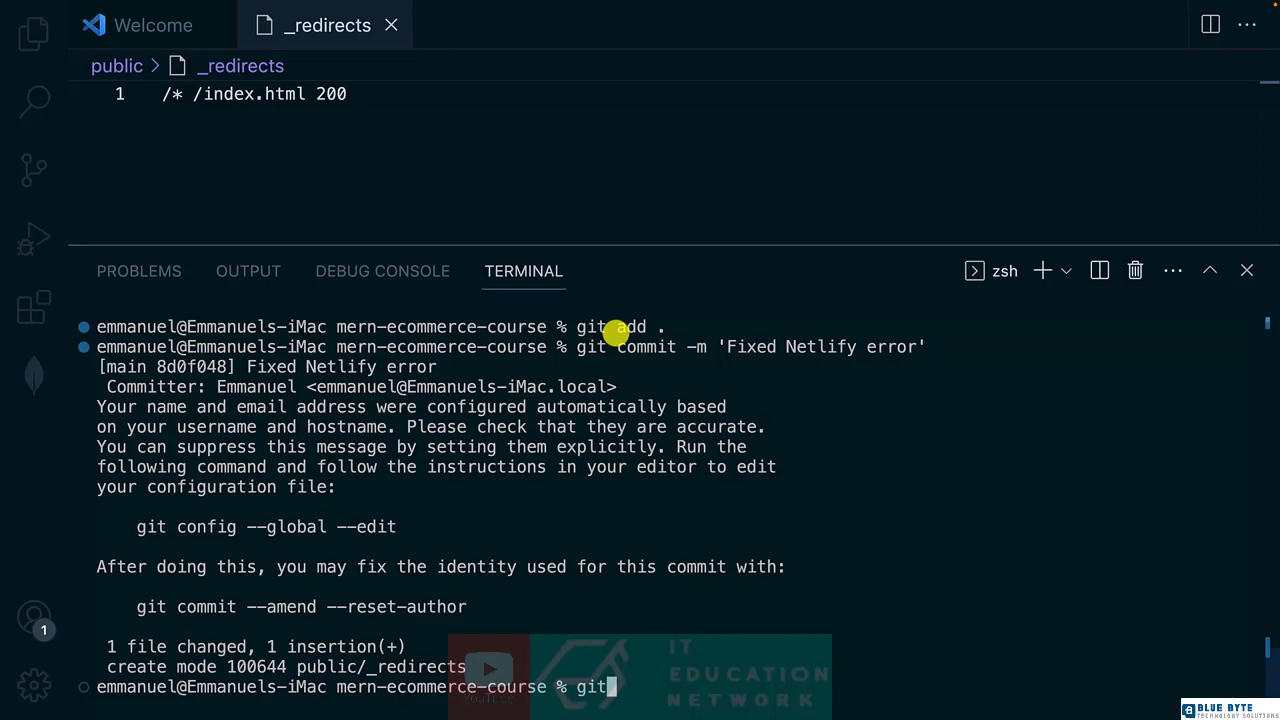 Welcome
_redirects
public > _redirects
1 /* /index.html 200
PROBLEMS OUTPUT DEBUG CONSOLE TERMINAL
zsh
emmanuel@Emmanuels-iMac mern-ecommerce-course % git add .
emmanuel@Emmanuels-iMac mern-ecommerce-course % git commit -m 'Fixed Netlify error'
[main 8d0f048] Fixed Netlify error
Committer: Emmanuel <emmanuel@Emmanuels-iMac.local>
Your name and email address were configured automatically based
on your username and hostname. Please check that they are accurate.
You can suppress this message by setting them explicitly. Run the
following command and follow the instructions in your editor to edit
your configuration file:
git config --global --edit
After doing this, you may fix the identity used for this commit with:
git commit --amend --reset-author
1 file changed, 1 insertion(+)
create mode 100644 public/_redirects
emmanuel@Emmanuels-iMac mern-ecommerce-course % git
1
IT
EDUCATION
NETWORK
YOUTUBE
BLUE BYTE
TECHNOLOGY SOLUTIONS